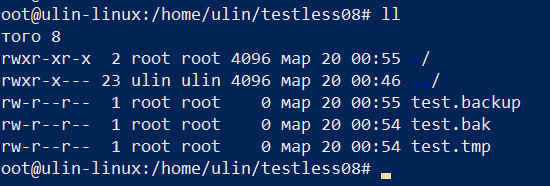 oot@ulin-linux:/home/ulin/testless08# ll
того 8
rwxr-xr-x  2 root root 4096 мар 20 00:55 ./
rwxr-x--- 23 ulin ulin 4096 мар 20 00:46 ../
rw-r--r--  1 root root    0 мар 20 00:55 test.backup
rw-r--r--  1 root root    0 мар 20 00:54 test.bak
rw-r--r--  1 root root    0 мар 20 00:54 test.tmp
oot@ulin-linux:/home/ulin/testless08#